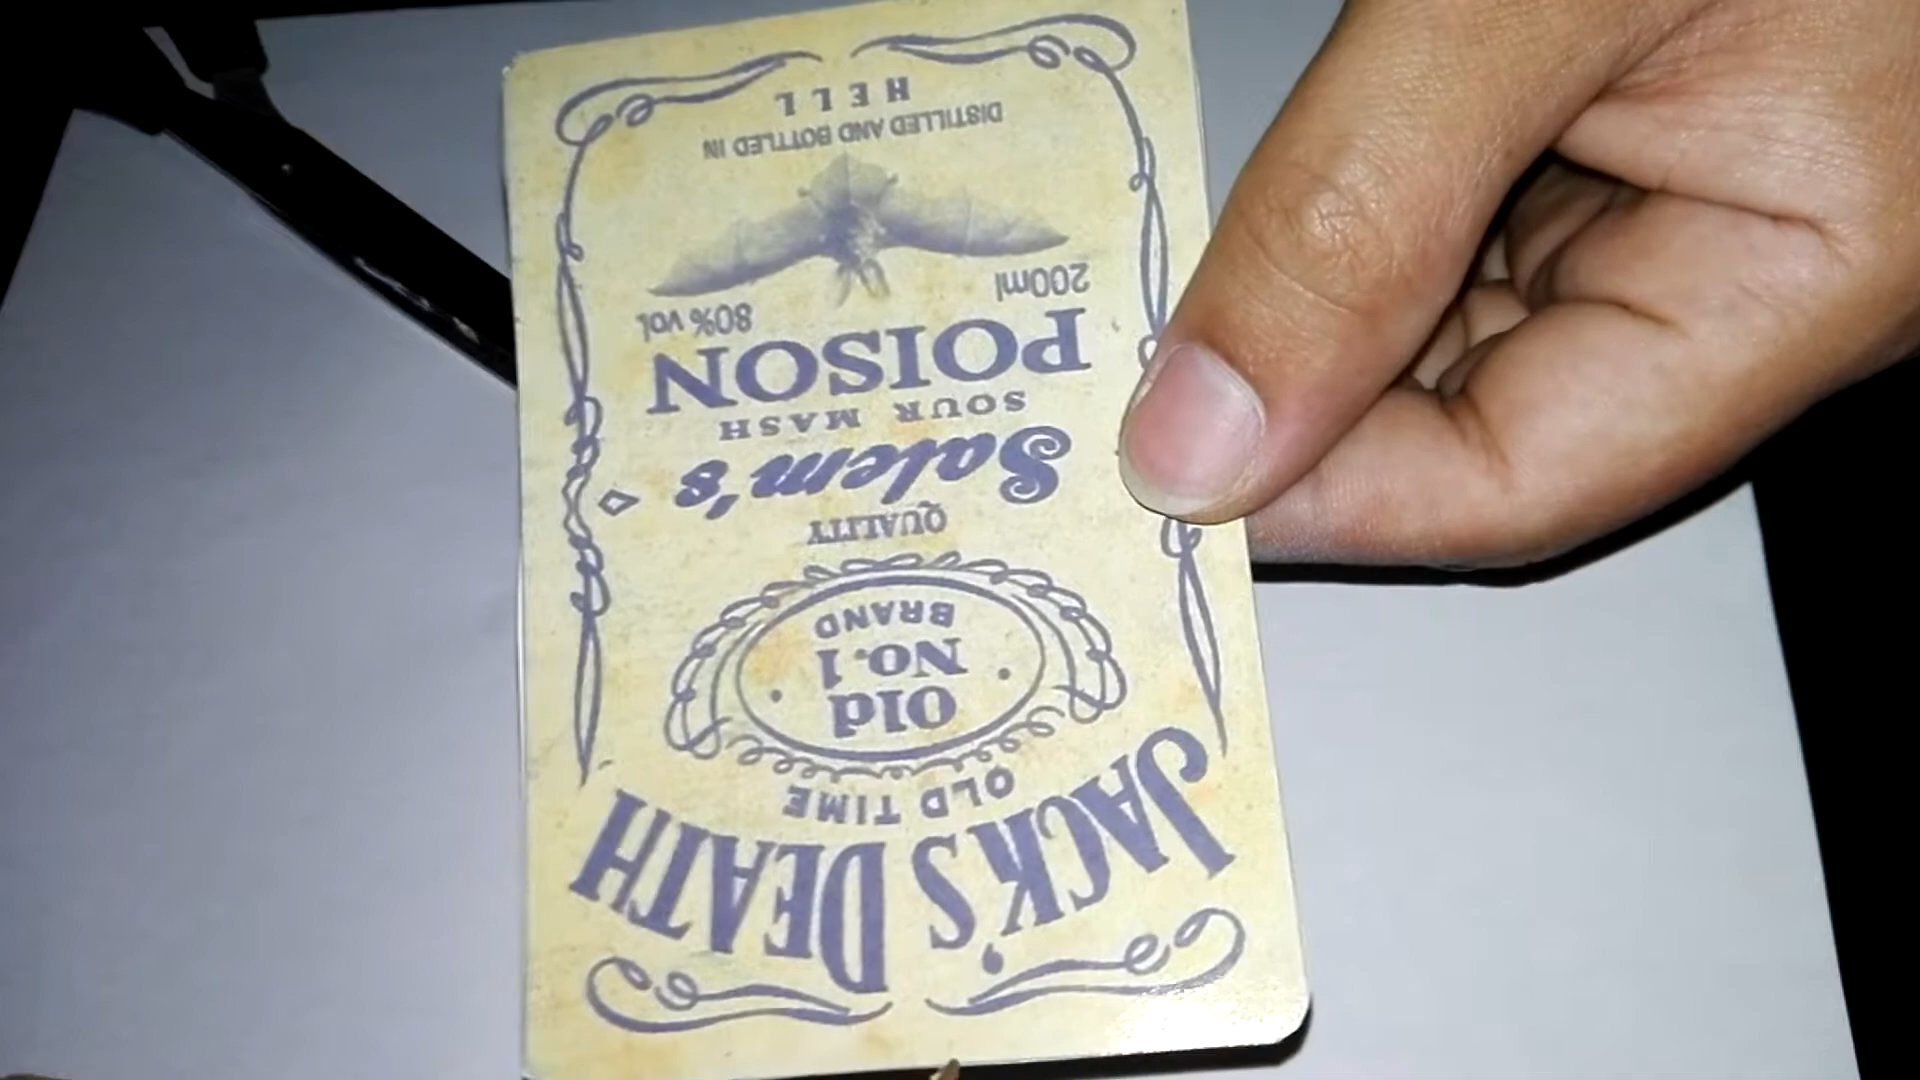 JACK'S DEATH
OLD TIME
Old
NO.1
BRAND
QUALITY
Salem's
SOUR MASH
POISON
200ml 80% vol.
DISTILLED AND BOTTLED IN
HELL